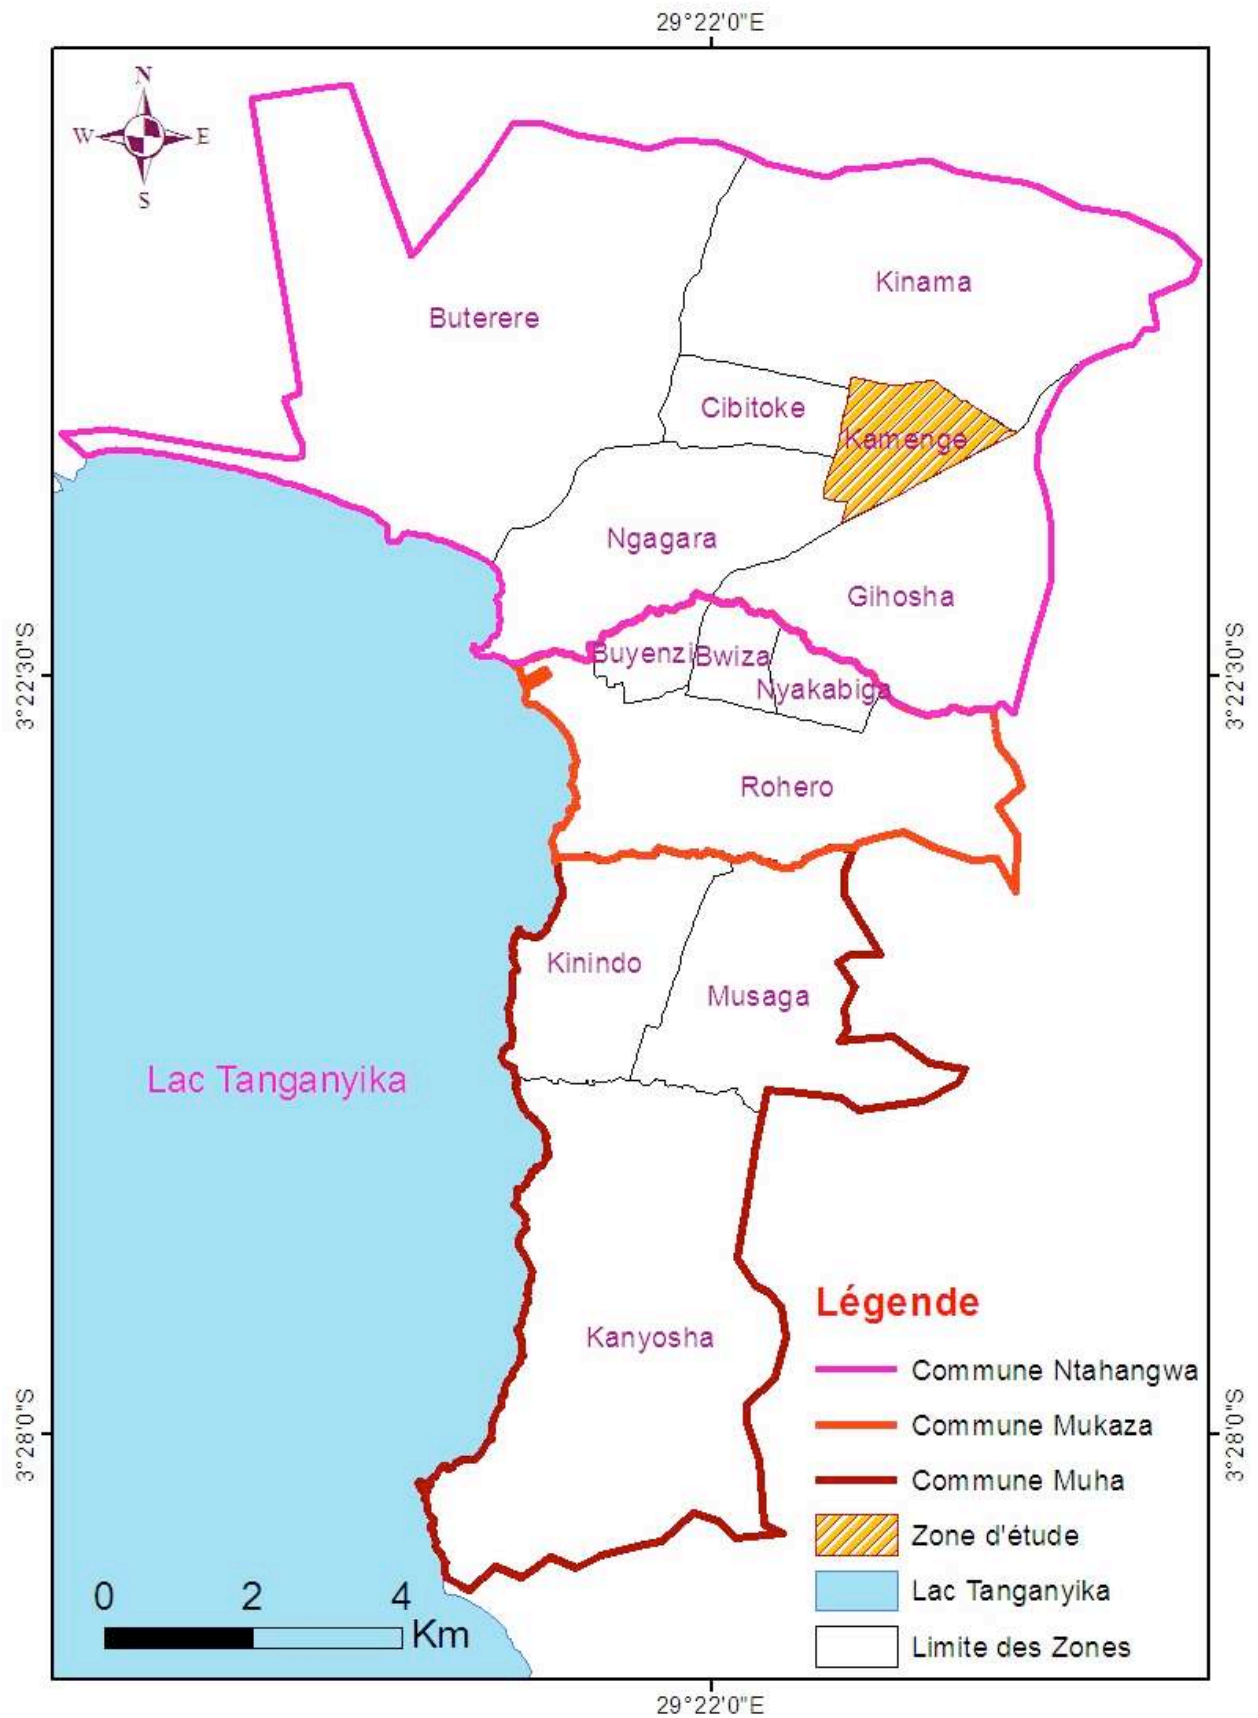 29°22'0"E
N
W
E
S
Kinama
Buterere
Cibitoke
Kamenge
Ngagara
Gihosha
3°22'30"S
3°22'30"S
Buyenzi
Bwiza
Nyakabiga
Rohero
Kinindo
Musaga
Lac Tanganyika
Kanyosha
Légende
Commune Ntahangwa
3°28'0"S
3°28'0"S
Commune Mukaza
Commune Muha
Zone d'étude
Lac Tanganyika
Limite des Zones
0 2 4
Km
29°22'0"E